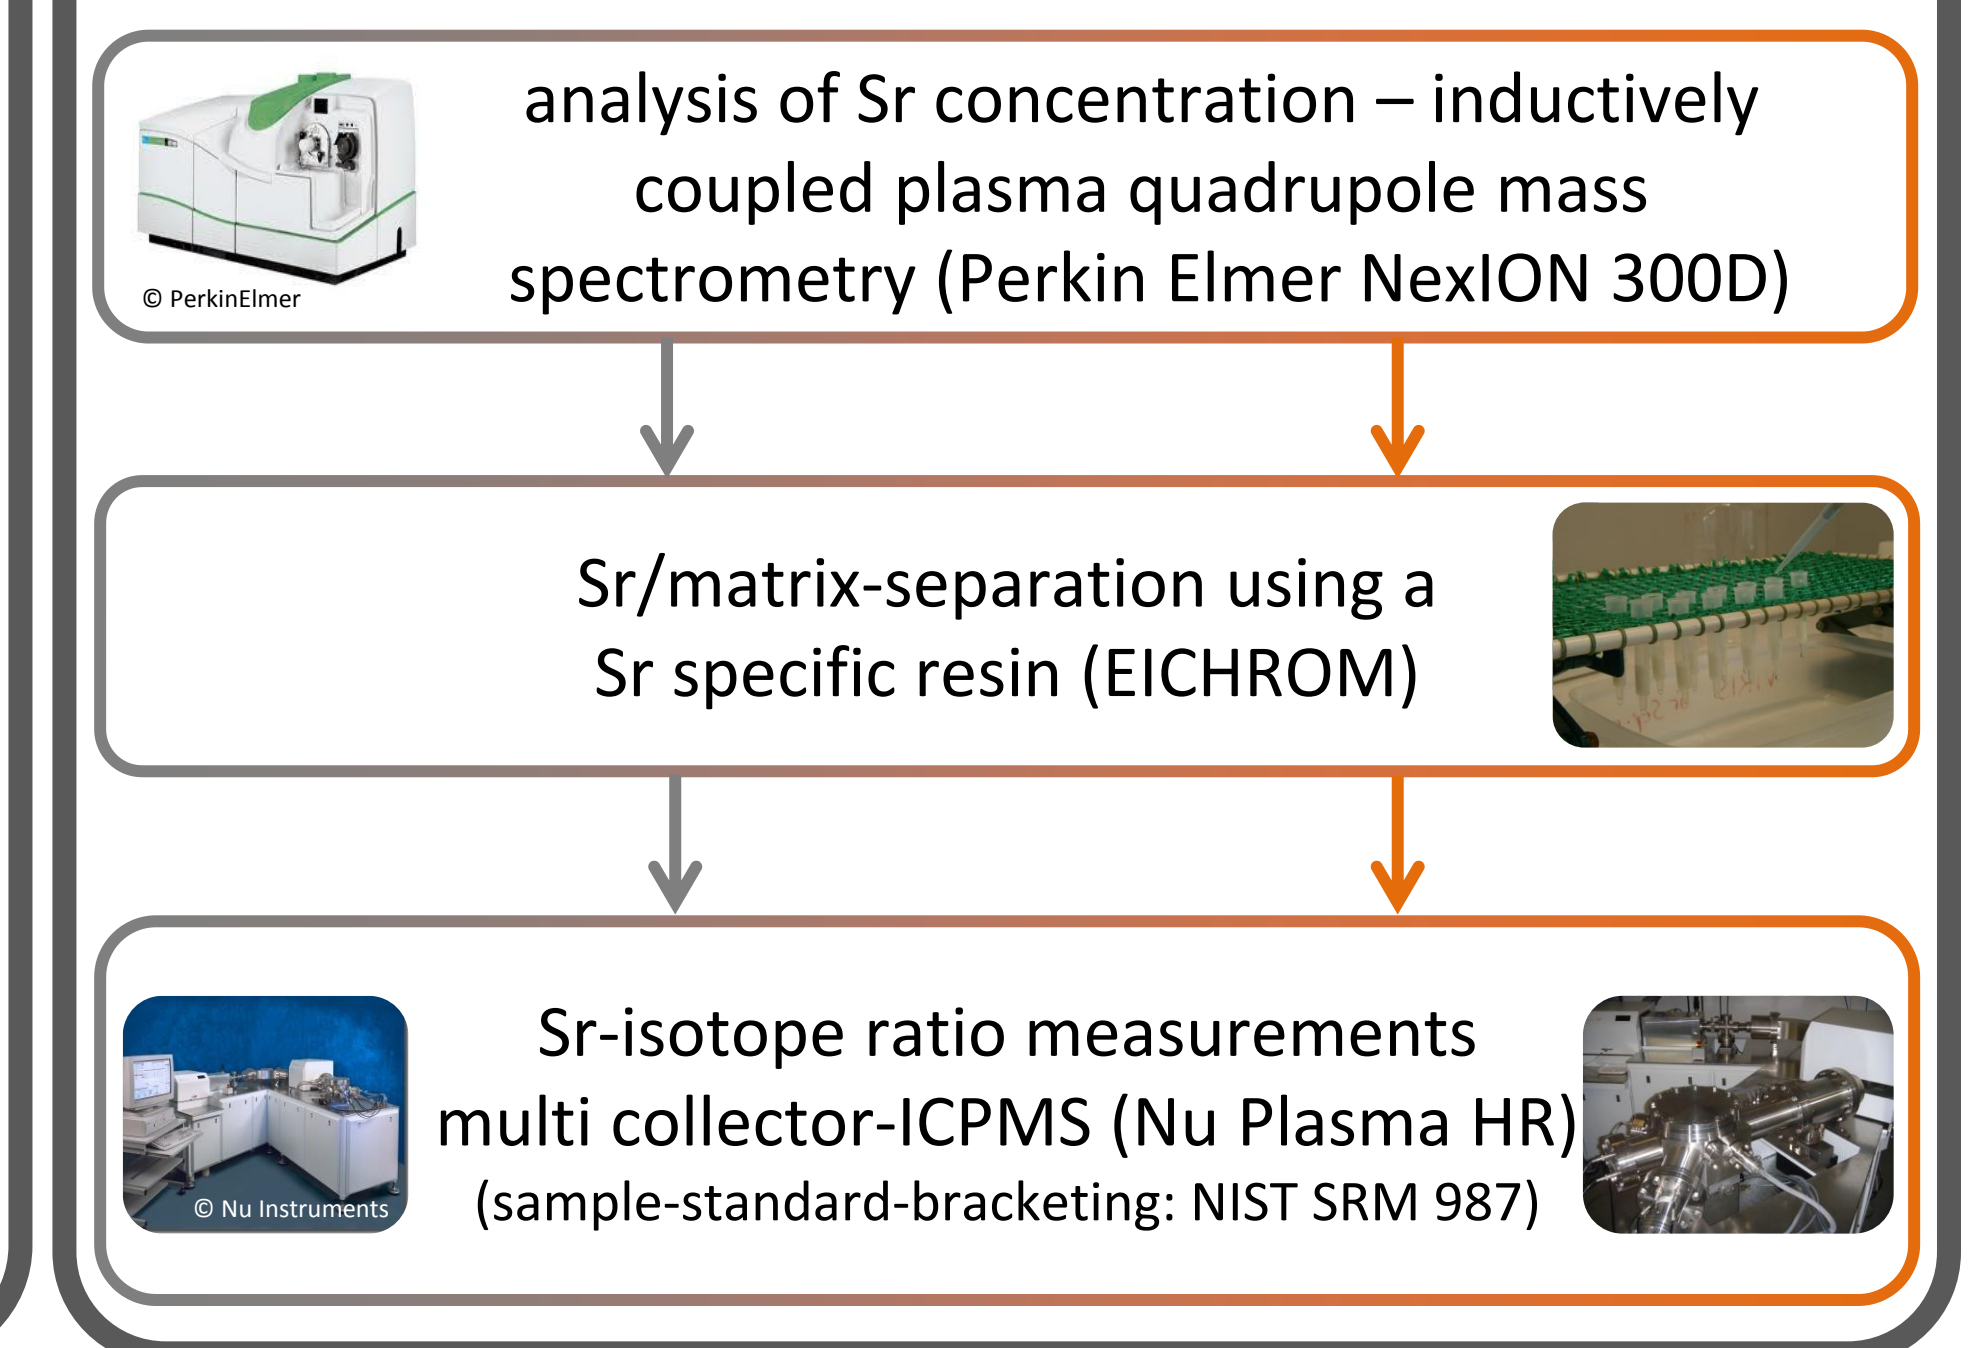 analysis of Sr concentration – inductively
coupled plasma quadrupole mass
spectrometry (Perkin Elmer NexION 300D)
© PerkinElmer
Sr/matrix-separation using a
Sr specific resin (EICHROM)
Sr-isotope ratio measurements
multi collector-ICPMS (Nu Plasma HR)
(sample-standard-bracketing: NIST SRM 987)
© Nu Instruments